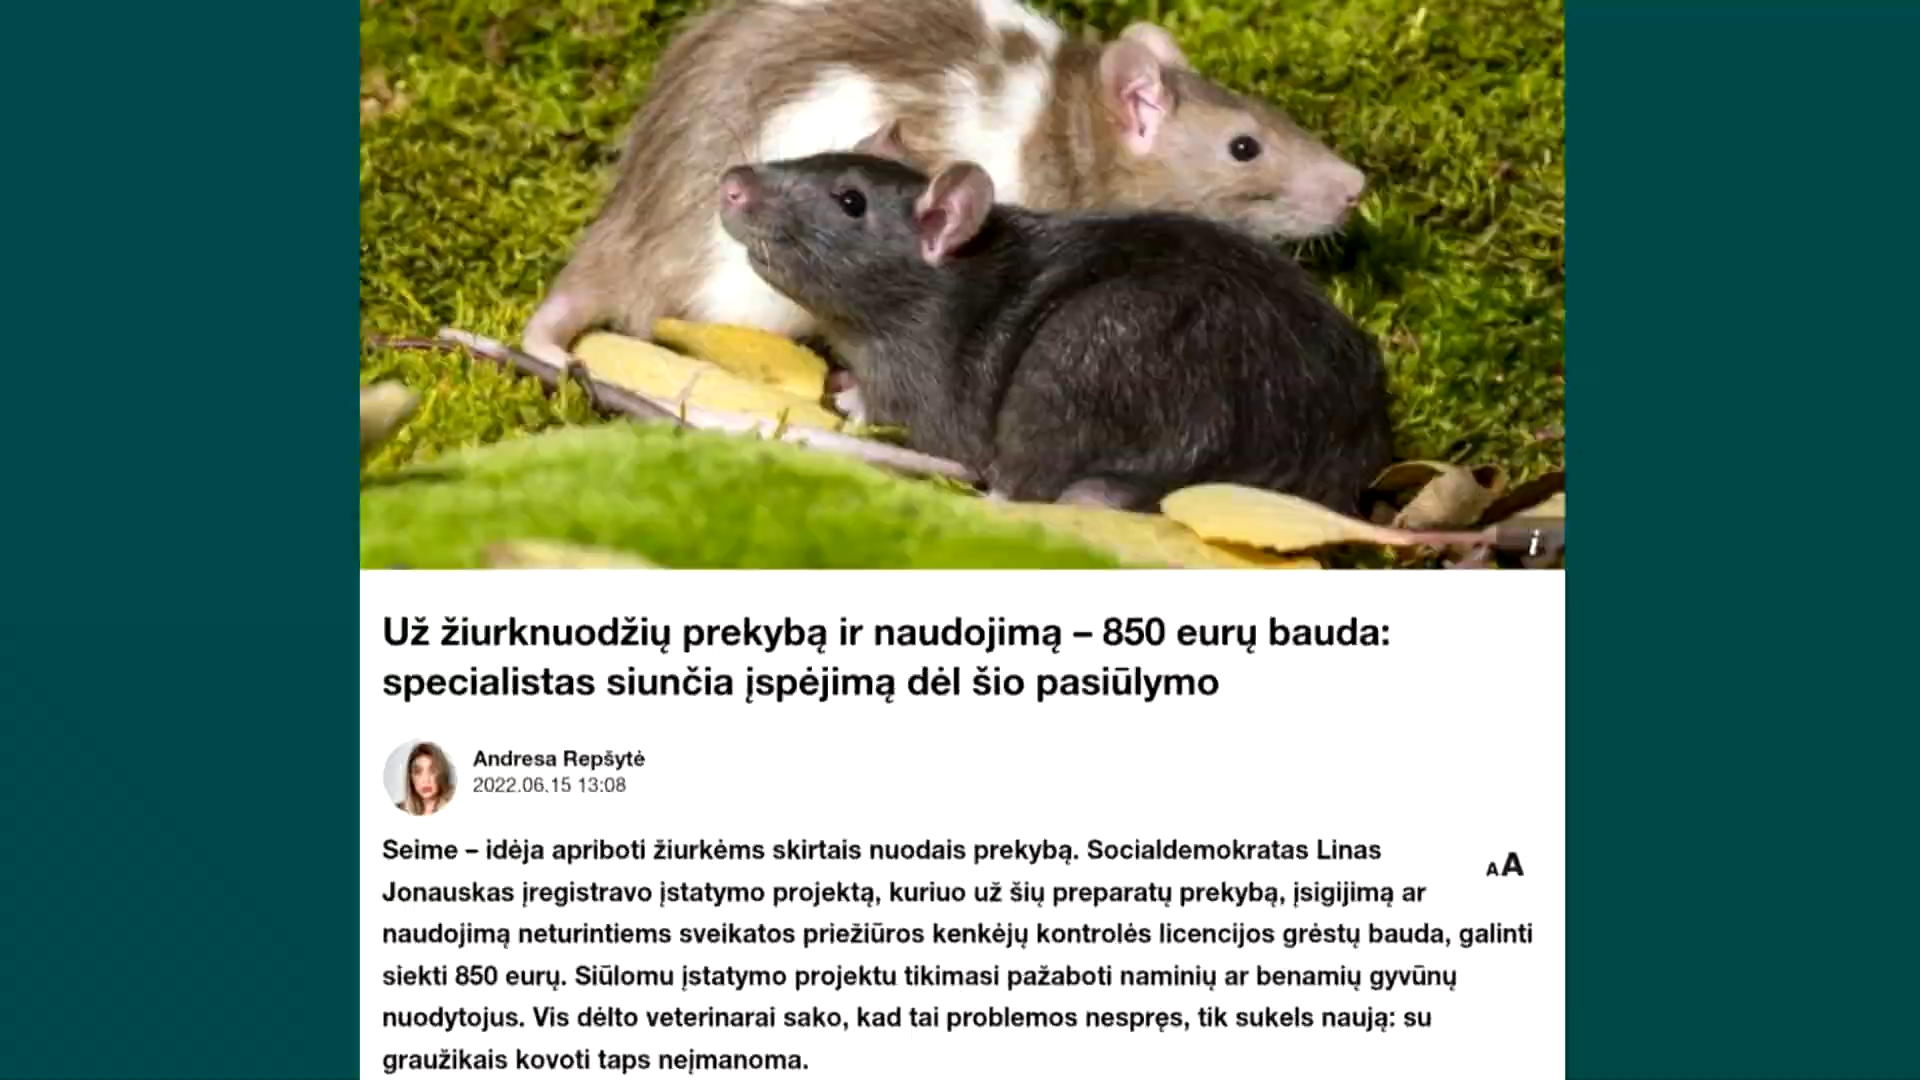 i
Už žiurknuodžių prekybą ir naudojimą – 850 eurų bauda:
specialistas siunčia įspėjimą dėl šio pasiūlymo
Andresa Repšytė
2022.06.15 13:08
Seime – idėja apriboti žiurkėms skirtais nuodais prekybą. Socialdemokratas Linas
AA
Jonauskas įregistravo įstatymo projektą, kuriuo už šių preparatų prekybą, įsigijimą ar
naudojimą neturintiems sveikatos priežiūros kenkėjų kontrolės licencijos grėstų bauda, galinti
siekti 850 eurų. Siūlomu įstatymo projektu tikimasi pažaboti naminių ar benamių gyvūnų
nuodytojus. Vis dėlto veterinarai sako, kad tai problemos nespręs, tik sukels naują: su
graužikais kovoti taps neįmanoma.